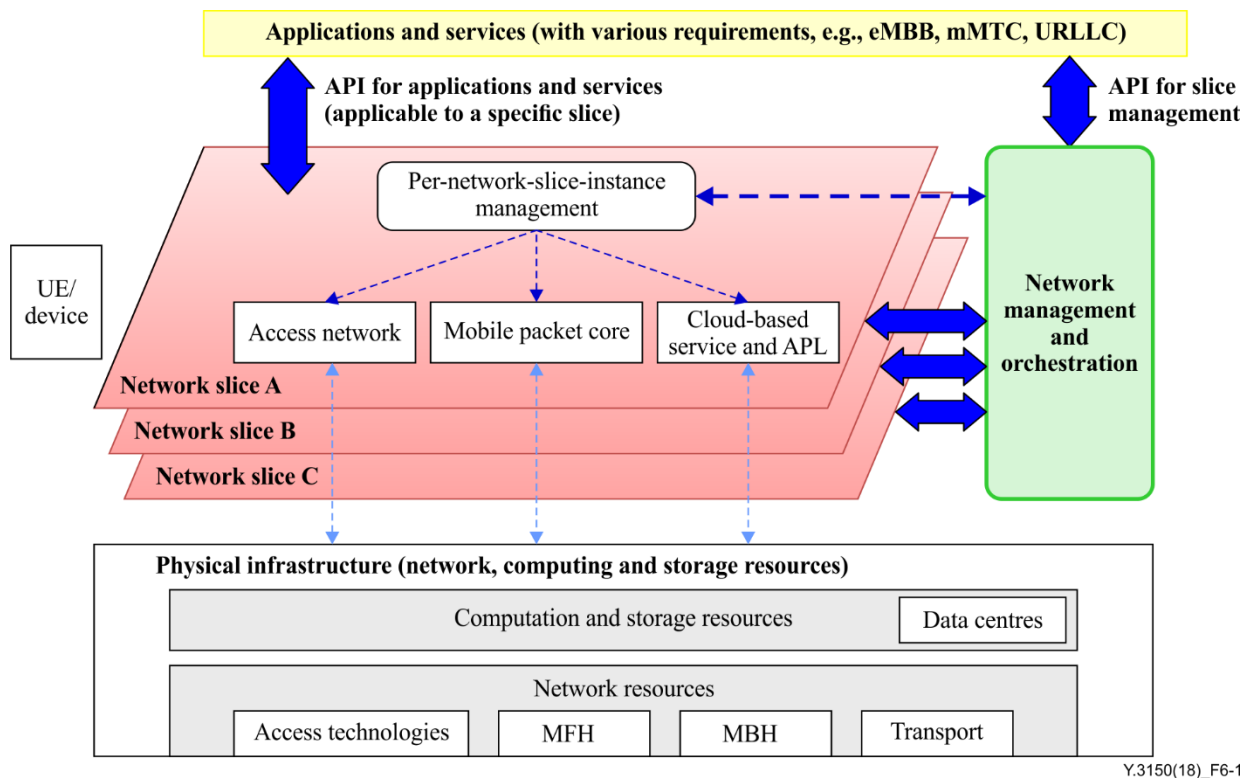 Applications and services (with various requirements, e.g., eMBB, mMTC, URLLC)
API for applications and services
(applicable to a specific slice)
API for slice
management
Per-network-slice-instance
management
UE/
device
Access network
Mobile packet core
Cloud-based
service and APL
Network
management
and
orchestration
Network slice A
Network slice B
Network slice C
Physical infrastructure (network, computing and storage resources)
Computation and storage resources
Data centres
Network resources
Access technologies
MFH
MBH
Transport
Y.3150(18)_F6-1